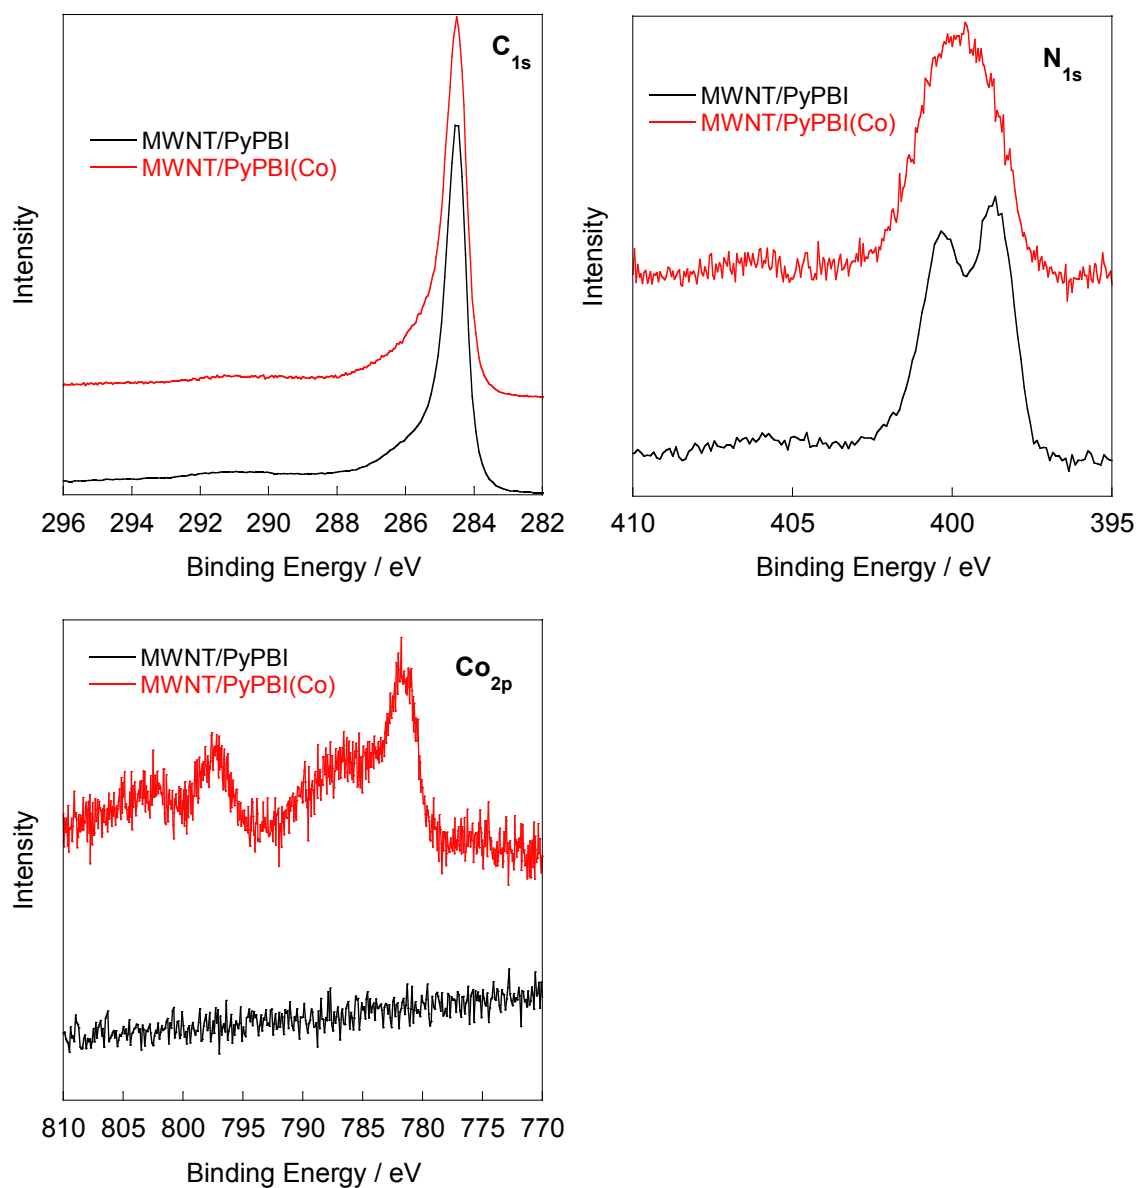 C1s
MWNT/PyPBI
MWNT/PyPBI(Co)
Intensity
296 294 292 290 288 286 284 282
Binding Energy / eV
N1s
MWNT/PyPBI
MWNT/PyPBI(Co)
Intensity
410 405 400 395
Binding Energy / eV
MWNT/PyPBI
MWNT/PyPBI(Co)
Co2p
Intensity
810 805 800 795 790 785 780 775 770
Binding Energy / eV